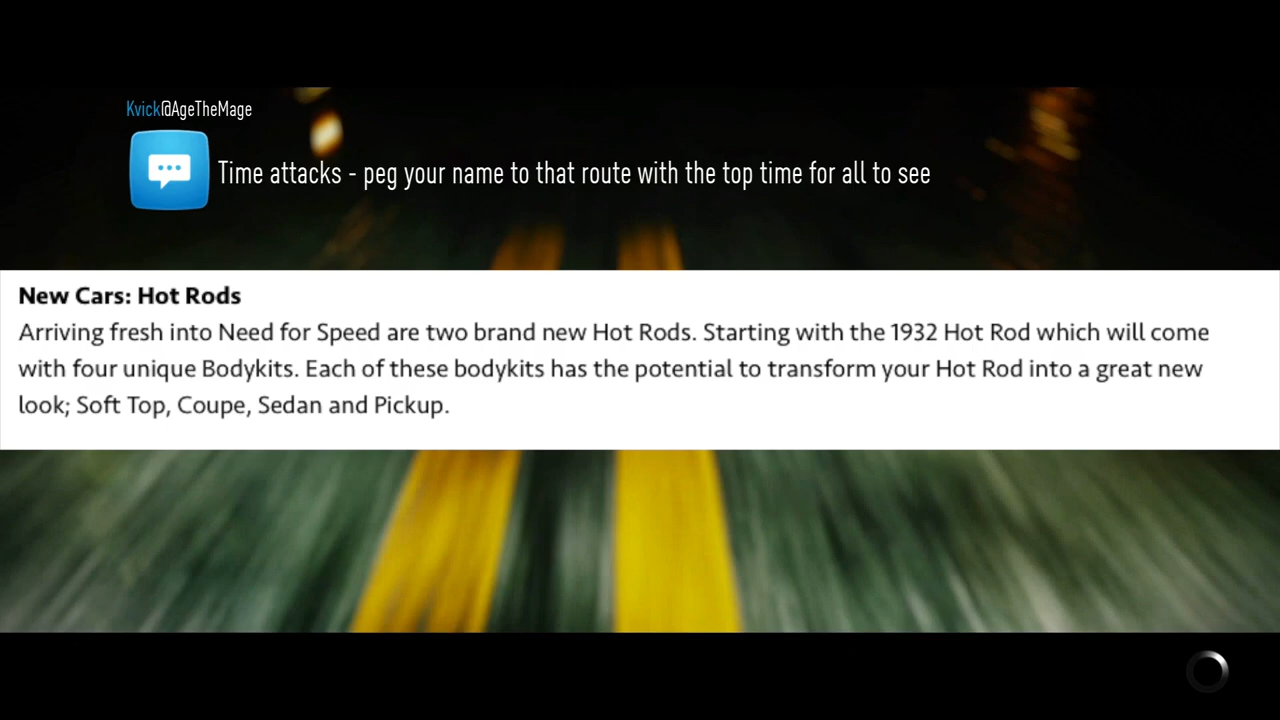 Kvick@AgeTheMage
Time attacks - peg your name to that route with the top time for all to see
New Cars: Hot Rods
Arriving fresh into Need for Speed are two brand new Hot Rods. Starting with the 1932 Hot Rod which will come
with four unique Bodykits. Each of these bodykits has the potential to transform your Hot Rod into a great new
look; Soft Top, Coupe, Sedan and Pickup.